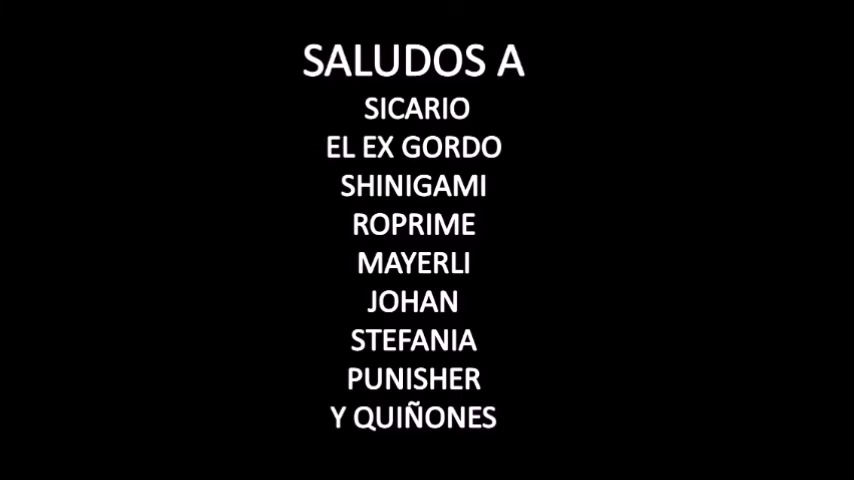 SALUDOS A
SICARIO
EL EX GORDO
SHINIGAMI
ROPRIME
MAYERLI
JOHAN
STEFANIA
PUNISHER
Y QUIÑONES